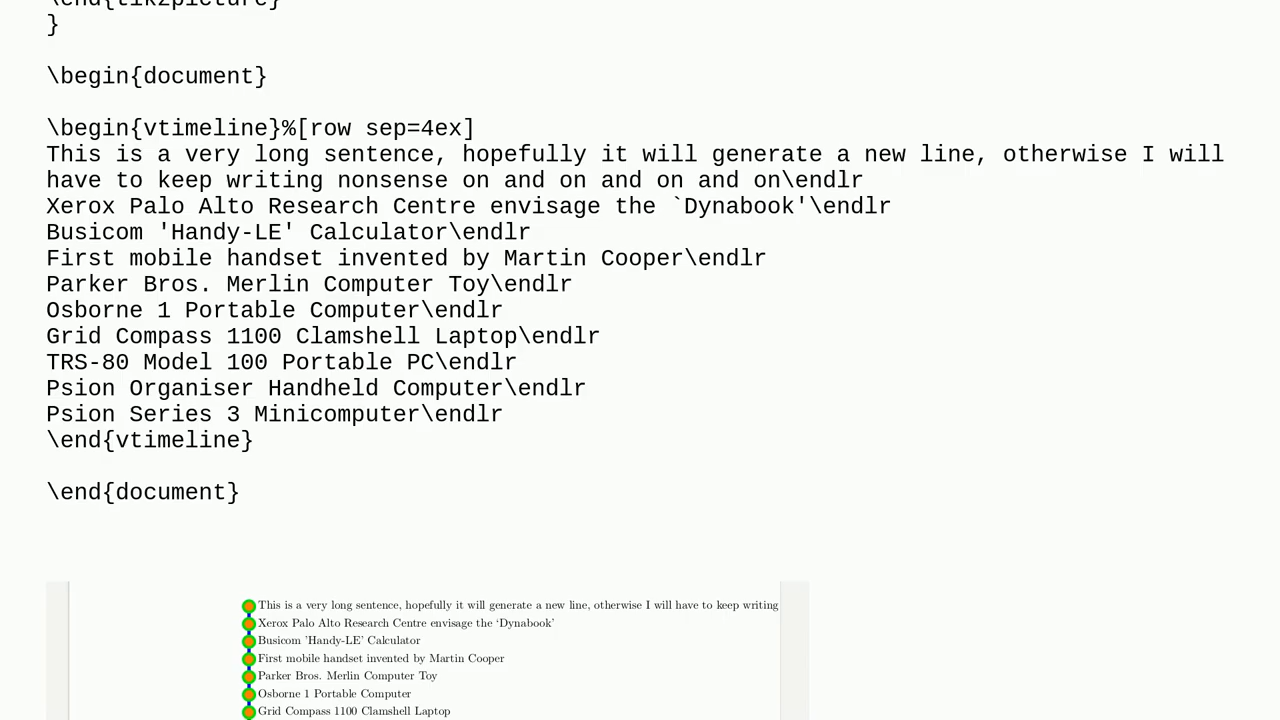 \end{tikzpicture}
}
\begin{document}
\begin{vtimeline}%[row sep=4ex]
This is a very long sentence, hopefully it will generate a new line, otherwise I will
have to keep writing nonsense on and on and on and on\endlr
Xerox Palo Alto Research Centre envisage the `Dynabook'\endlr
Busicom 'Handy-LE' Calculator\endlr
First mobile handset invented by Martin Cooper\endlr
Parker Bros. Merlin Computer Toy\endlr
Osborne 1 Portable Computer\endlr
Grid Compass 1100 Clamshell Laptop\endlr
TRS-80 Model 100 Portable PC\endlr
Psion Organiser Handheld Computer\endlr
Psion Series 3 Minicomputer\endlr
\end{vtimeline}
\end{document}
This is a very long sentence, hopefully it will generate a new line, otherwise I will have to keep writing
Xerox Palo Alto Research Centre envisage the ‘Dynabook’
Busicom ’Handy-LE’ Calculator
First mobile handset invented by Martin Cooper
Parker Bros. Merlin Computer Toy
Osborne 1 Portable Computer
Grid Compass 1100 Clamshell Laptop